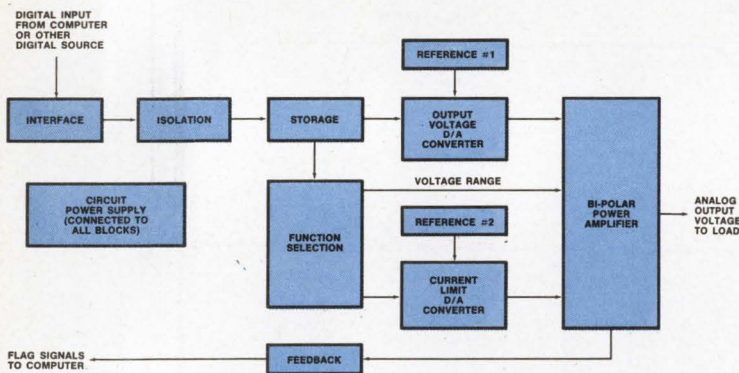 DIGITAL INPUT
FROM COMPUTER
OR OTHER
DIGITAL SOURCE
REFERENCE #1
INTERFACE
ISOLATION
STORAGE
OUTPUT
VOLTAGE
D/A
CONVERTER
CIRCUIT
POWER SUPPLY
(CONNECTED TO
ALL BLOCKS)
FUNCTION
SELECTION
VOLTAGE RANGE
REFERENCE #2
CURRENT
LIMIT
D/A
CONVERTER
BI-POLAR
POWER
AMPLIFIER
ANALOG
OUTPUT
VOLTAGE
TO LOAD
FLAG SIGNALS
TO COMPUTER
FEEDBACK